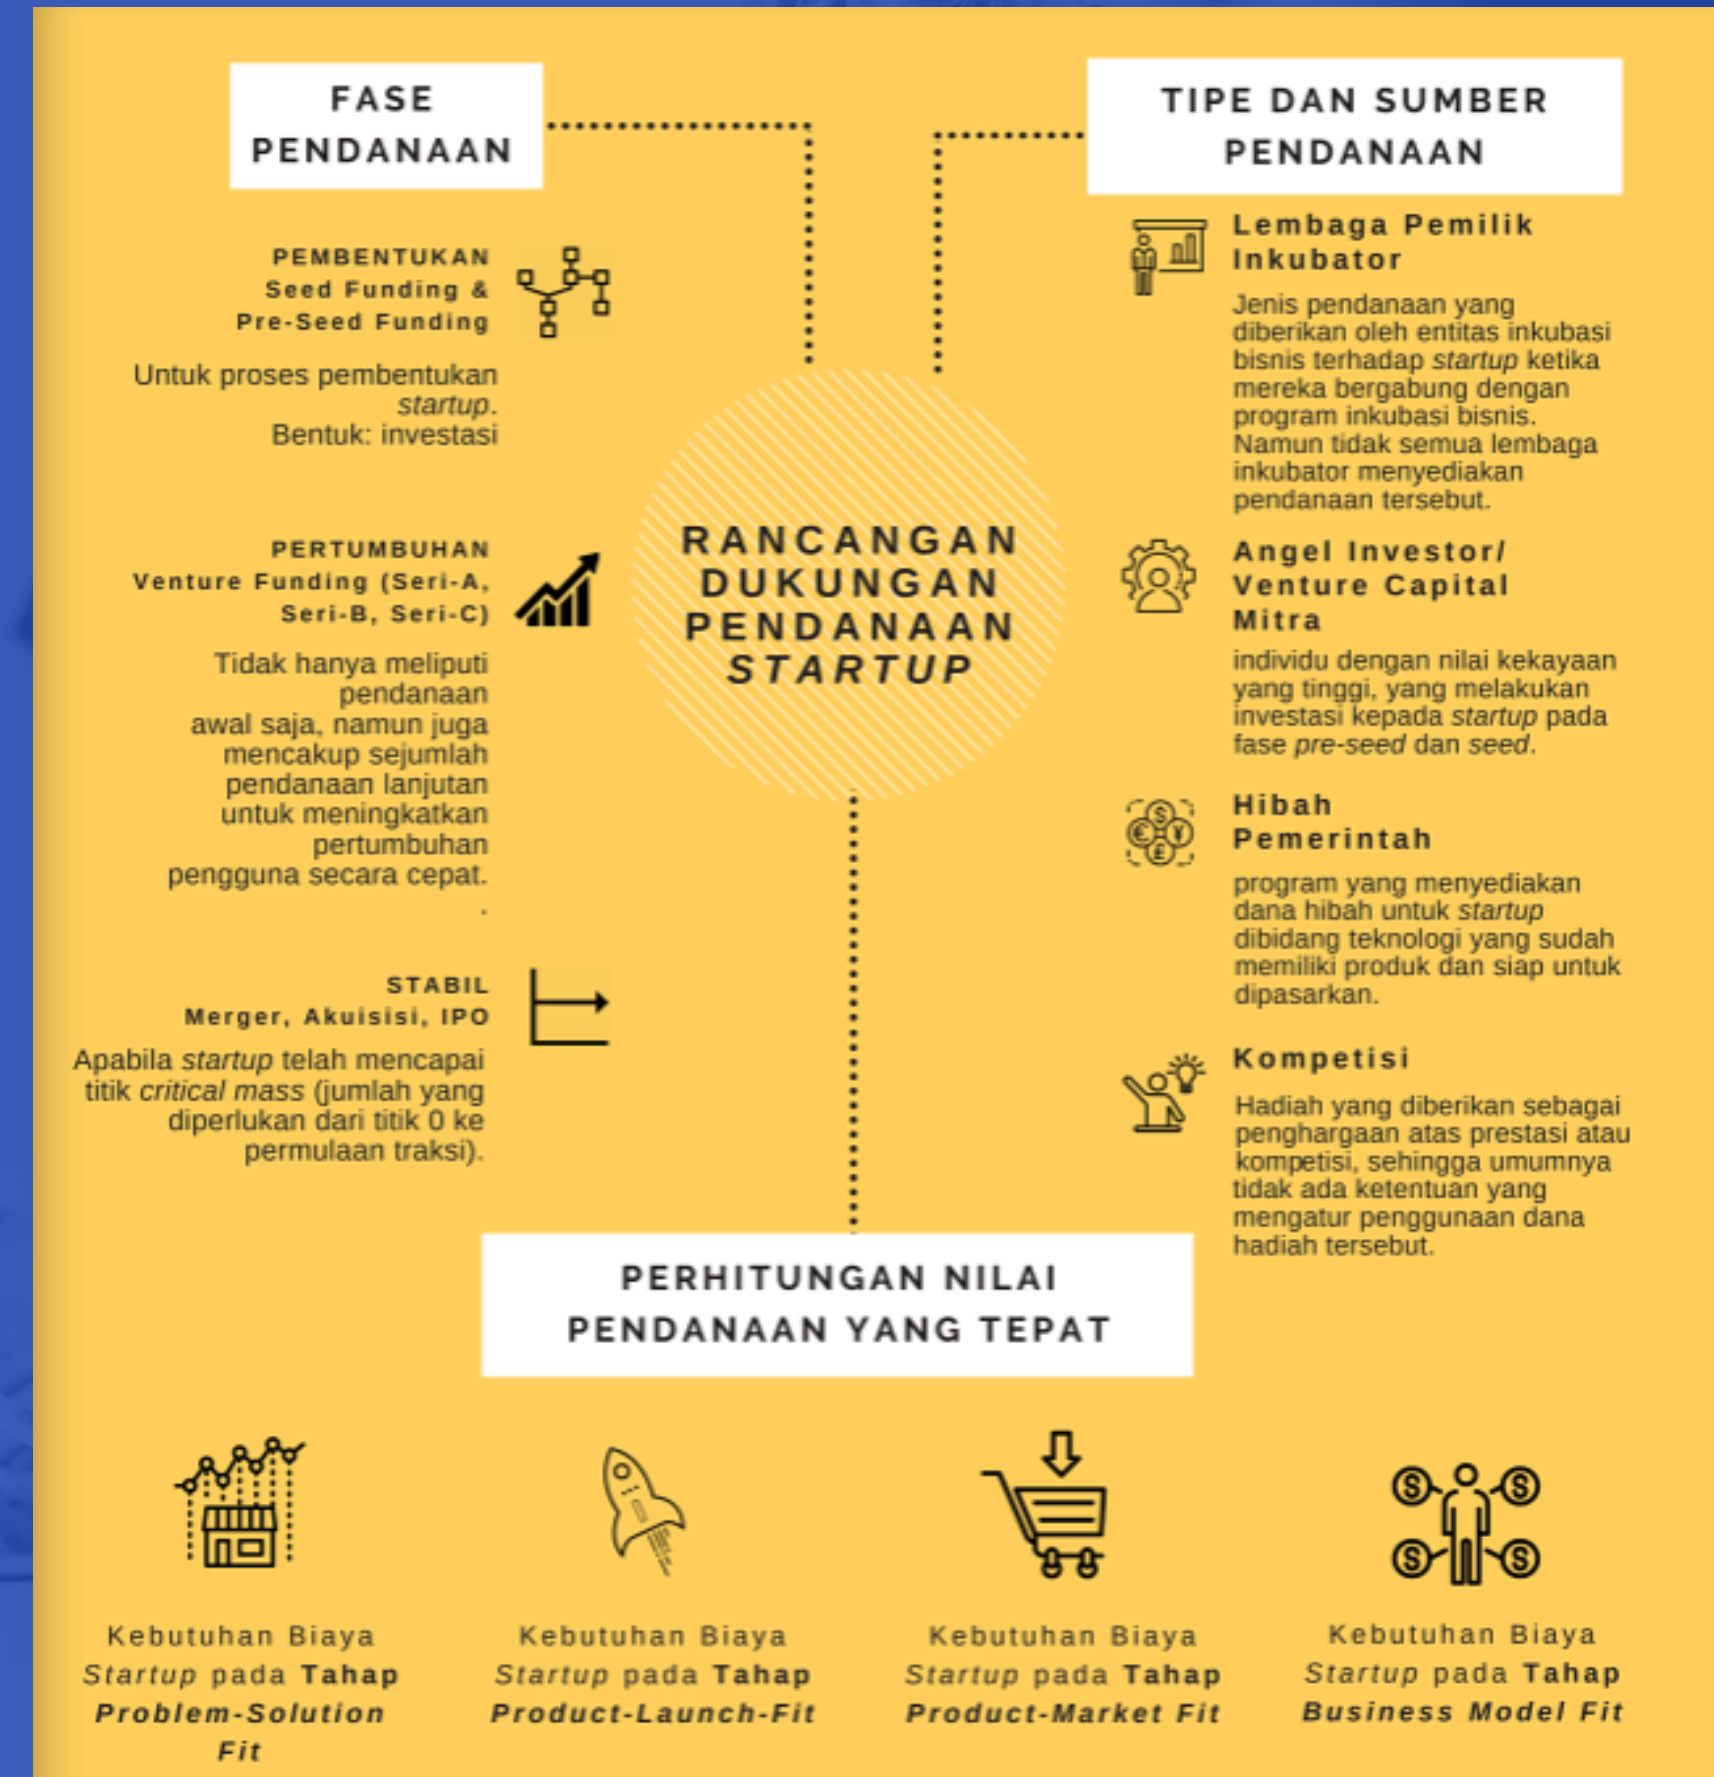 FASE
PENDANAAN
PEMBENTUKAN
Seed Funding &
Pre-Seed Funding
Untuk proses pembentukan
startup.
Bentuk: investasi
PERTUMBUHAN
Venture Funding (Seri-A,
Seri-B, Seri-C)
Tidak hanya meliputi
pendanaan
awal saja, namun juga
mencakup sejumlah
pendanaan lanjutan
untuk meningkatkan
pertumbuhan
pengguna secara cepat.
.
STABIL
Merger, Akuisisi, IPO
Apabila startup telah mencapai
titik critical mass (jumlah yang
diperlukan dari titik 0 ke
permulaan traksi).
RANCANGAN
DUKUNGAN
PENDANAAN
STARTUP
TIPE DAN SUMBER
PENDANAAN
Lembaga Pemilik
Inkubator
Jenis pendanaan yang
diberikan oleh entitas inkubasi
bisnis terhadap startup ketika
mereka bergabung dengan
program inkubasi bisnis.
Namun tidak semua lembaga
inkubator menyediakan
pendanaan tersebut.
Angel Investor/
Venture Capital
Mitra
individu dengan nilai kekayaan
yang tinggi, yang melakukan
investasi kepada startup pada
fase pre-seed dan seed.
Hibah
Pemerintah
program yang menyediakan
dana hibah untuk startup
dibidang teknologi yang sudah
memiliki produk dan siap untuk
dipasarkan.
Kompetisi
Hadiah yang diberikan sebagai
penghargaan atas prestasi atau
kompetisi, sehingga umumnya
tidak ada ketentuan yang
mengatur penggunaan dana
hadiah tersebut.
PERHITUNGAN NILAI
PENDANAAN YANG TEPAT
Kebutuhan Biaya
Startup pada Tahap
Problem-Solution
Fit
Kebutuhan Biaya
Startup pada Tahap
Product-Launch-Fit
Kebutuhan Biaya
Startup pada Tahap
Product-Market Fit
Kebutuhan Biaya
Startup pada Tahap
Business Model Fit